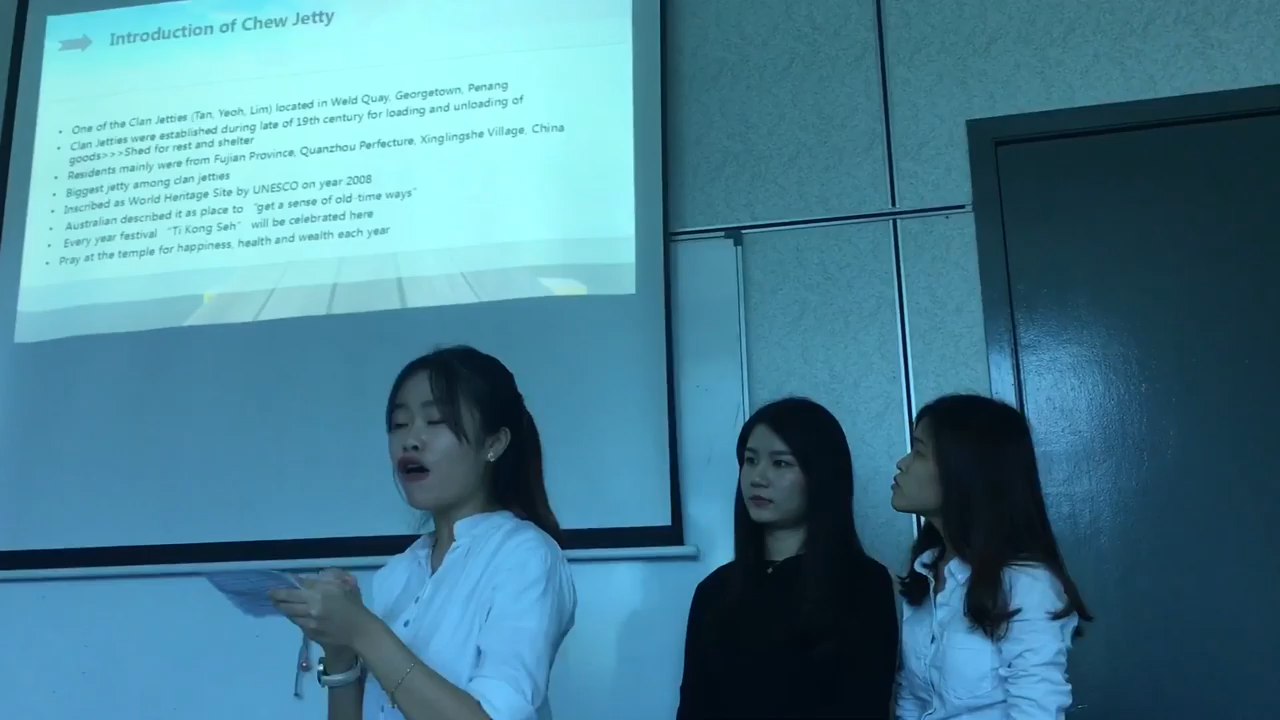 Introduction of Chew Jetty
• One of the Clan Jetties (Tan, Yeoh, Lim) located in Weld Quay, Georgetown, Penang
• Clan Jetties were established during late of 19th century for loading and unloading of
goods>>>Shed for rest and shelter
• Residents mainly were from Fujian Province, Quanzhou Perfecture, Xinglingshe Village, China
• Biggest jetty among clan jetties
• Inscribed as World Heritage Site by UNESCO on year 2008
• Australian described it as place to “get a sense of old-time ways”
• Every year festival “Ti Kong Seh” will be celebrated here
• Pray at the temple for happiness, health and wealth each year